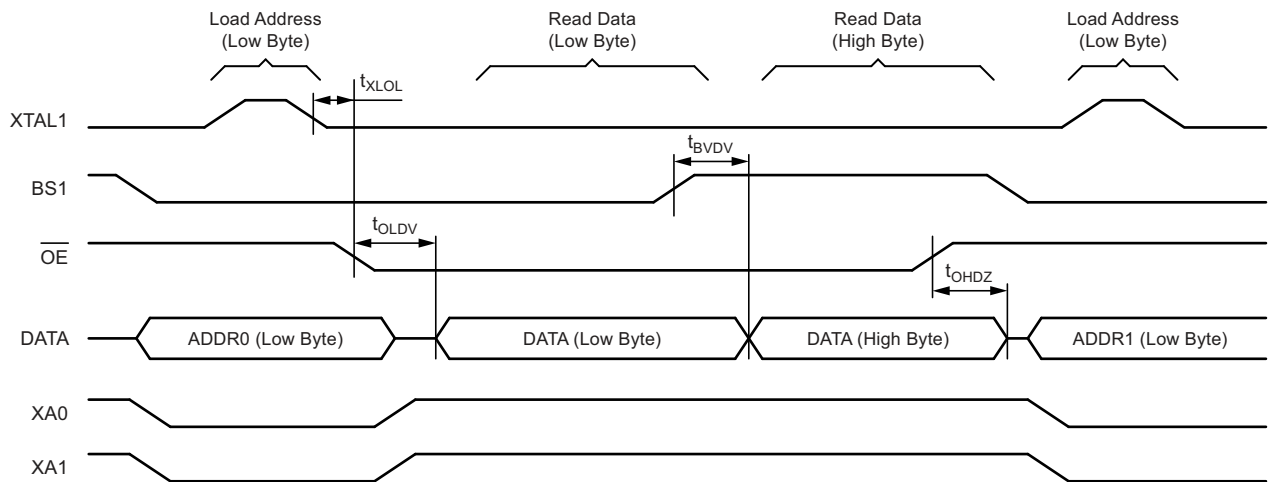 Load Address
(Low Byte)
Read Data
(Low Byte)
Read Data
(High Byte)
Load Address
(Low Byte)
tXLOL
XTAL1
tBVDV
BS1
tOLDV
OE
tOHDZ
DATA
ADDR0 (Low Byte)
DATA (Low Byte)
DATA (High Byte)
ADDR1 (Low Byte)
XA0
XA1